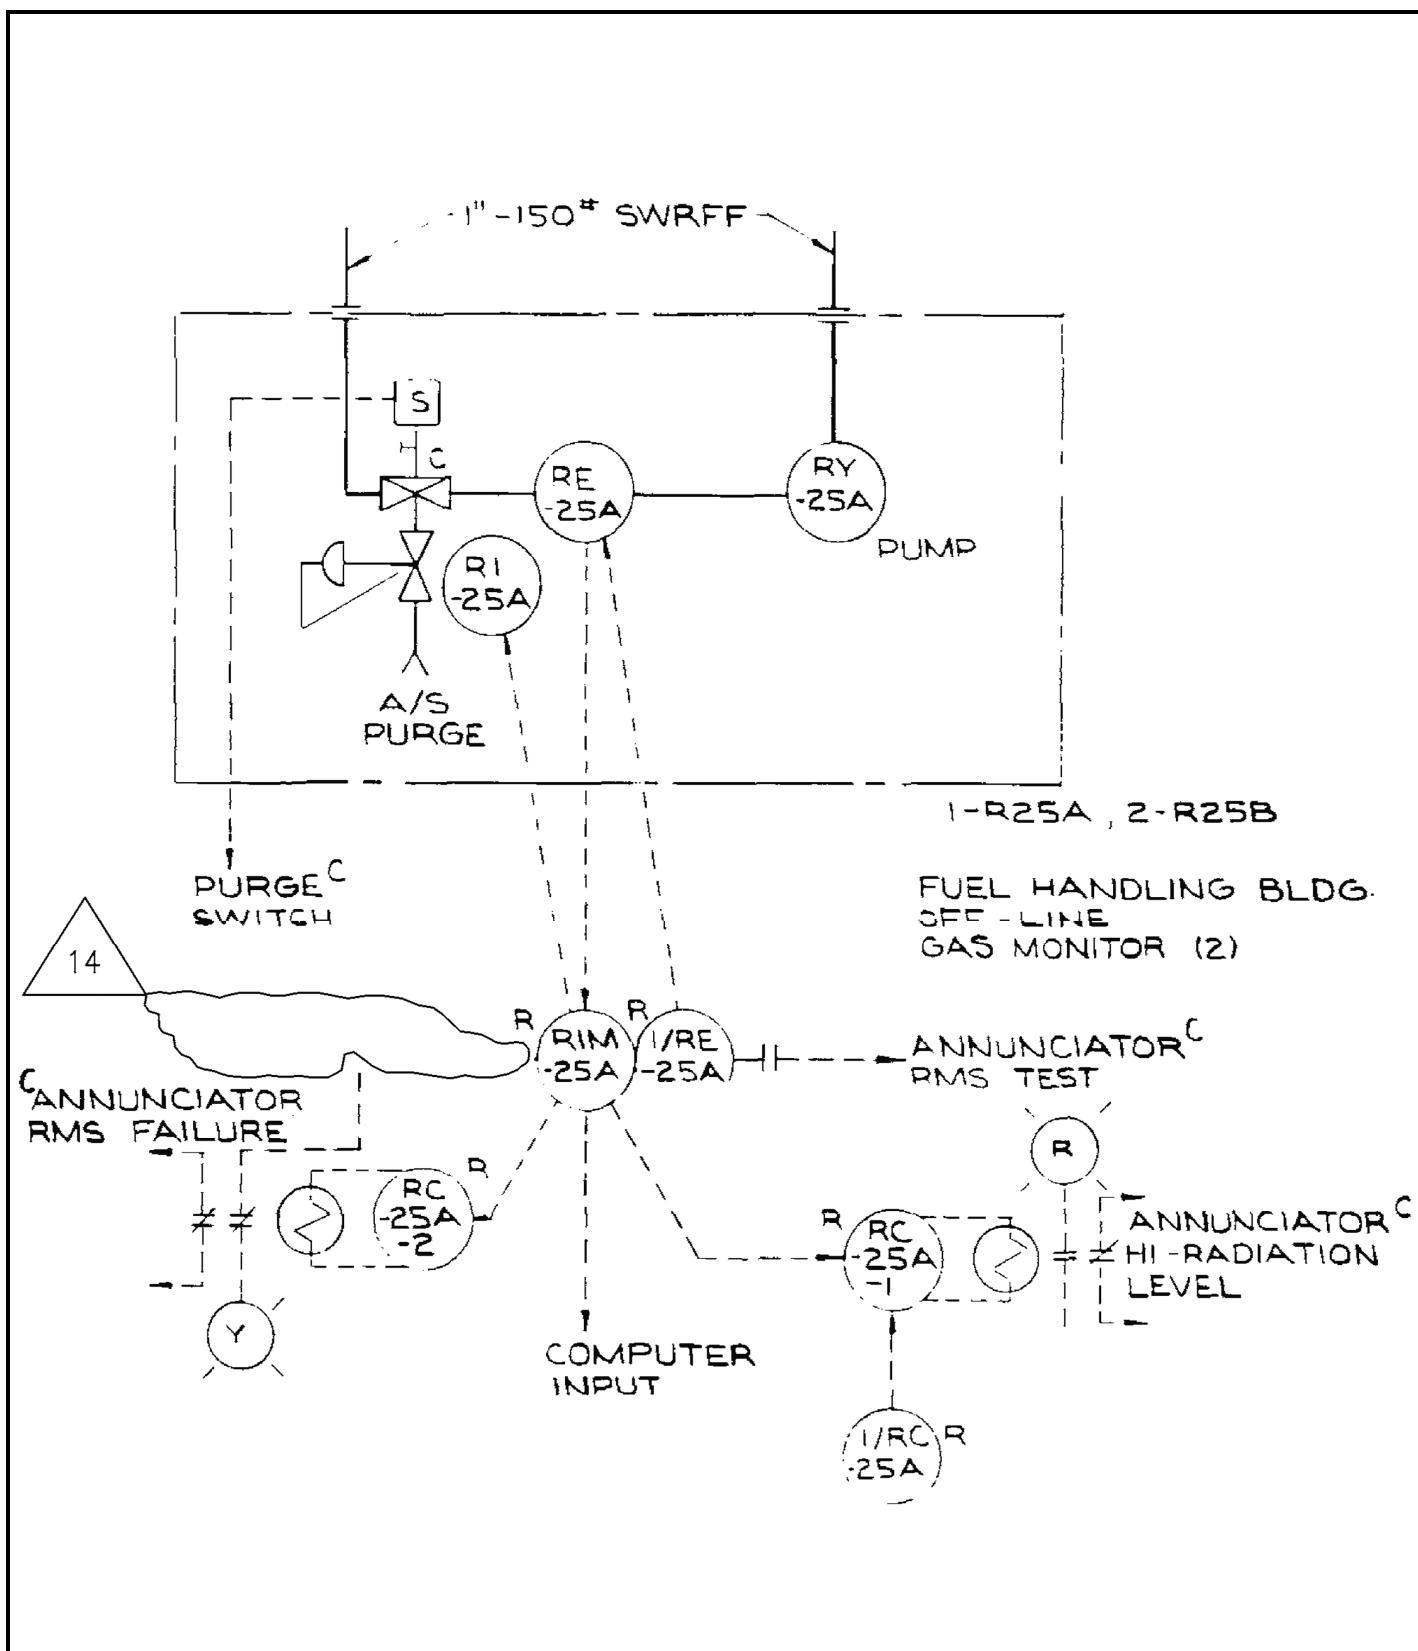 1"-150# SWRFF
S
C
RE
-25A
RY
-25A
PUMP
RI
-25A
A/S
PURGE
1-R25A, 2-R25B
PURGE C
SWITCH
FUEL HANDLING BLDG.
OFF-LINE
GAS MONITOR (2)
14
R
RIM
-25A
R
1/RE
-25A
ANNUNCIATOR C
RMS TEST
C ANNUNCIATOR
RMS FAILURE
R
R
RC
-25A
-2
R
RC
-25A
-1
ANNUNCIATOR C
HI-RADIATION
LEVEL
Y
COMPUTER
INPUT
1/RC R
-25A